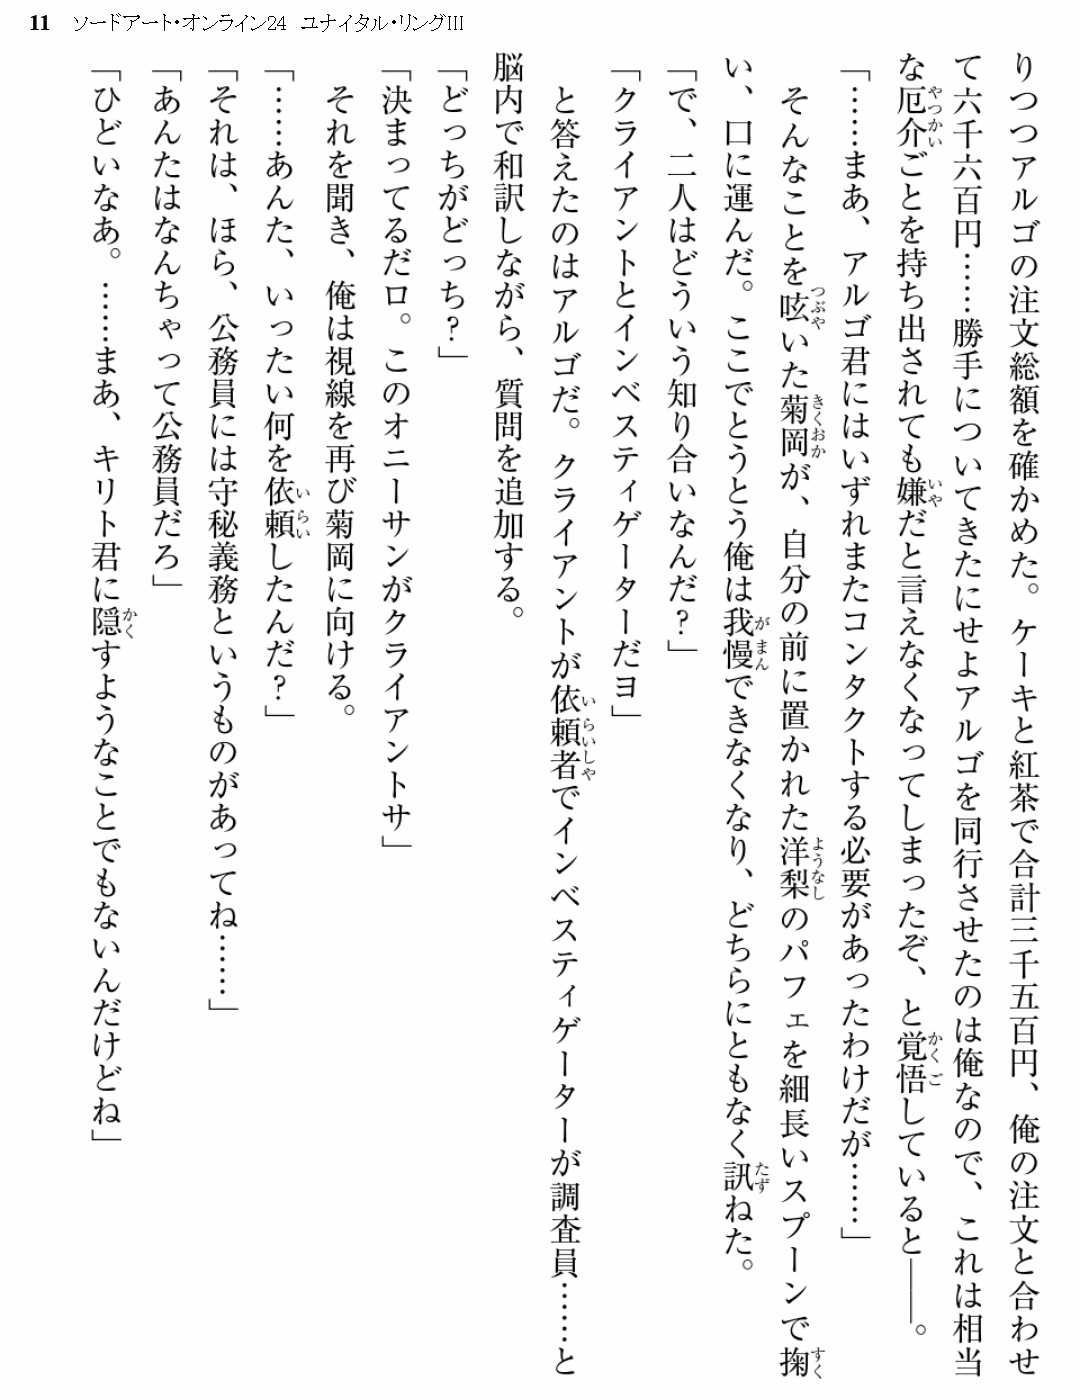 11 ソードアート・オンライン24 ユナイタル・リングIII
りつつアルゴの注文総額を確かめた。ケーキと紅茶で合計三千五百円、俺の注文と合わせ
て六千六百円……勝手についてきたにせよアルゴを同行させたのは俺なので、これは相当
な厄介ごとを持ち出されても嫌だと言えなくなってしまったぞ、と覚悟していると――。
「……まあ、アルゴ君にはいずれまたコンタクトする必要があったわけだが……」
そんなことを呟いた菊岡が、自分の前に置かれた洋梨のパフェを細長いスプーンで掬
い、口に運んだ。ここでとうとう俺は我慢できなくなり、どちらにともなく訊ねた。
「で、二人はどういう知り合いなんだ？」
「クライアントとインベスティゲーターだヨ」
と答えたのはアルゴだ。クライアントが依頼者でインベスティゲーターが調査員……と
脳内で和訳しながら、質問を追加する。
「どっちがどっち？」
「決まってるだロ。このオニーサンがクライアントサ」
それを聞き、俺は視線を再び菊岡に向ける。
「……あんた、いったい何を依頼したんだ？」
「それは、ほら、公務員には守秘義務というものがあってね……」
「あんたはなんちゃって公務員だろ」
「ひどいなあ。……まあ、キリト君に隠すようなことでもないんだけどね」